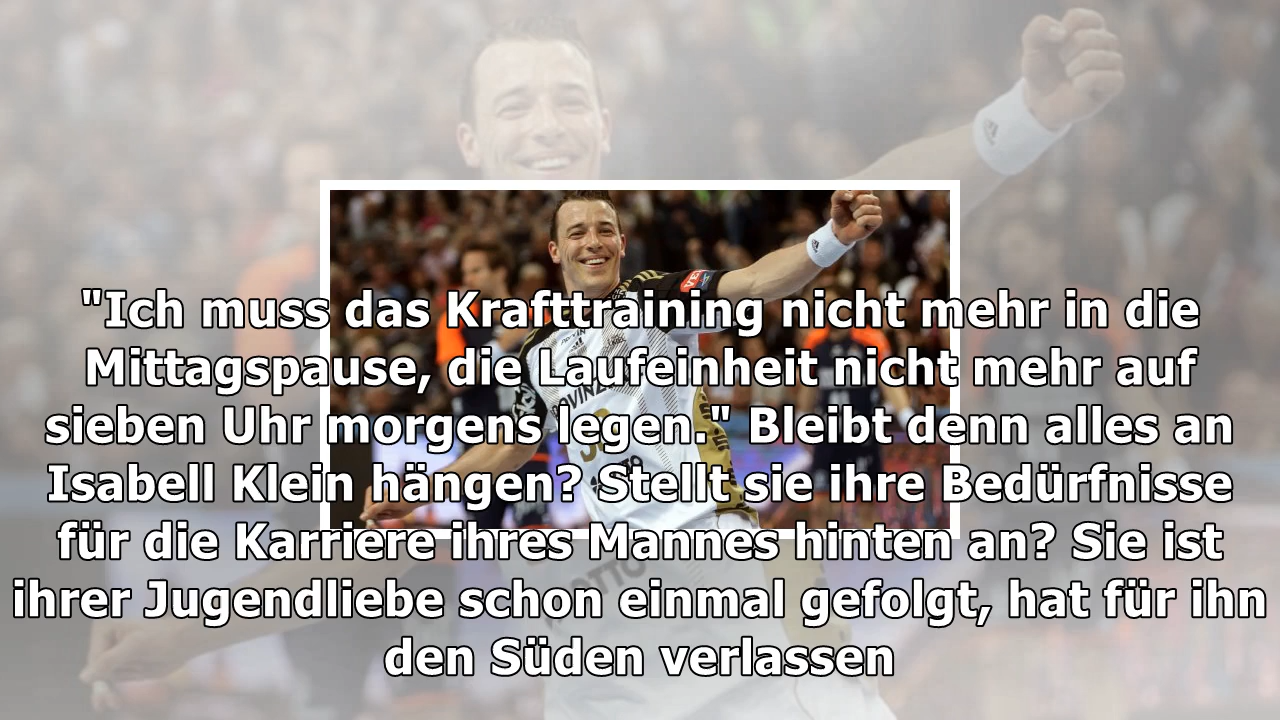 "Ich muss das Krafttraining nicht mehr in die
Mittagspause, die Laufeinheit nicht mehr auf
sieben Uhr morgens legen." Bleibt denn alles an
Isabell Klein hängen? Stellt sie ihre Bedürfnisse
für die Karriere ihres Mannes hinten an? Sie ist
ihrer Jugendliebe schon einmal gefolgt, hat für ihn
den Süden verlassen